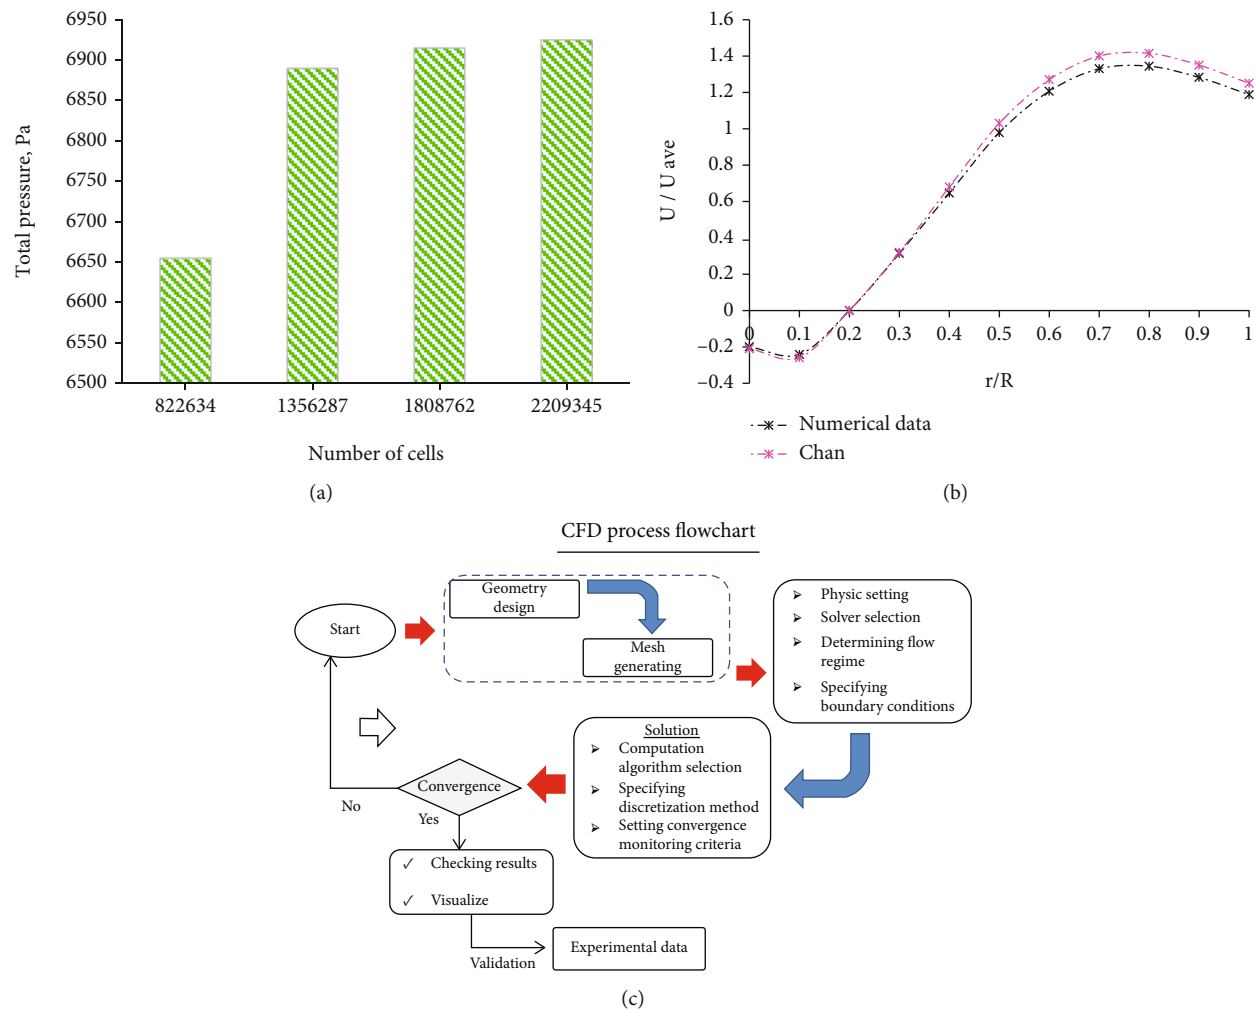 6950
6900
6850
6800
6750
6700
6650
6600
6550
6500
Total pressure, Pa
822634
1356287
1808762
2209345
Number of cells
(a)
1.6
1.4
1.2
1
0.8
0.6
0.4
0.2
0
−0.2
−0.4
U / U ave
0
0.1
0.2
0.3
0.4
0.5
0.6
0.7
0.8
0.9
1
r/R
Numerical data
Chan
(b)
CFD process flowchart
Start
Geometry
design
Mesh
generating
Physic setting
Solver selection
Determining flow
regime
Specifying
boundary conditions
Solution
Computation
algorithm selection
Specifying
discretization method
Setting convergence
monitoring criteria
Convergence
No
Yes
Checking results
Visualize
Validation
Experimental data
(c)